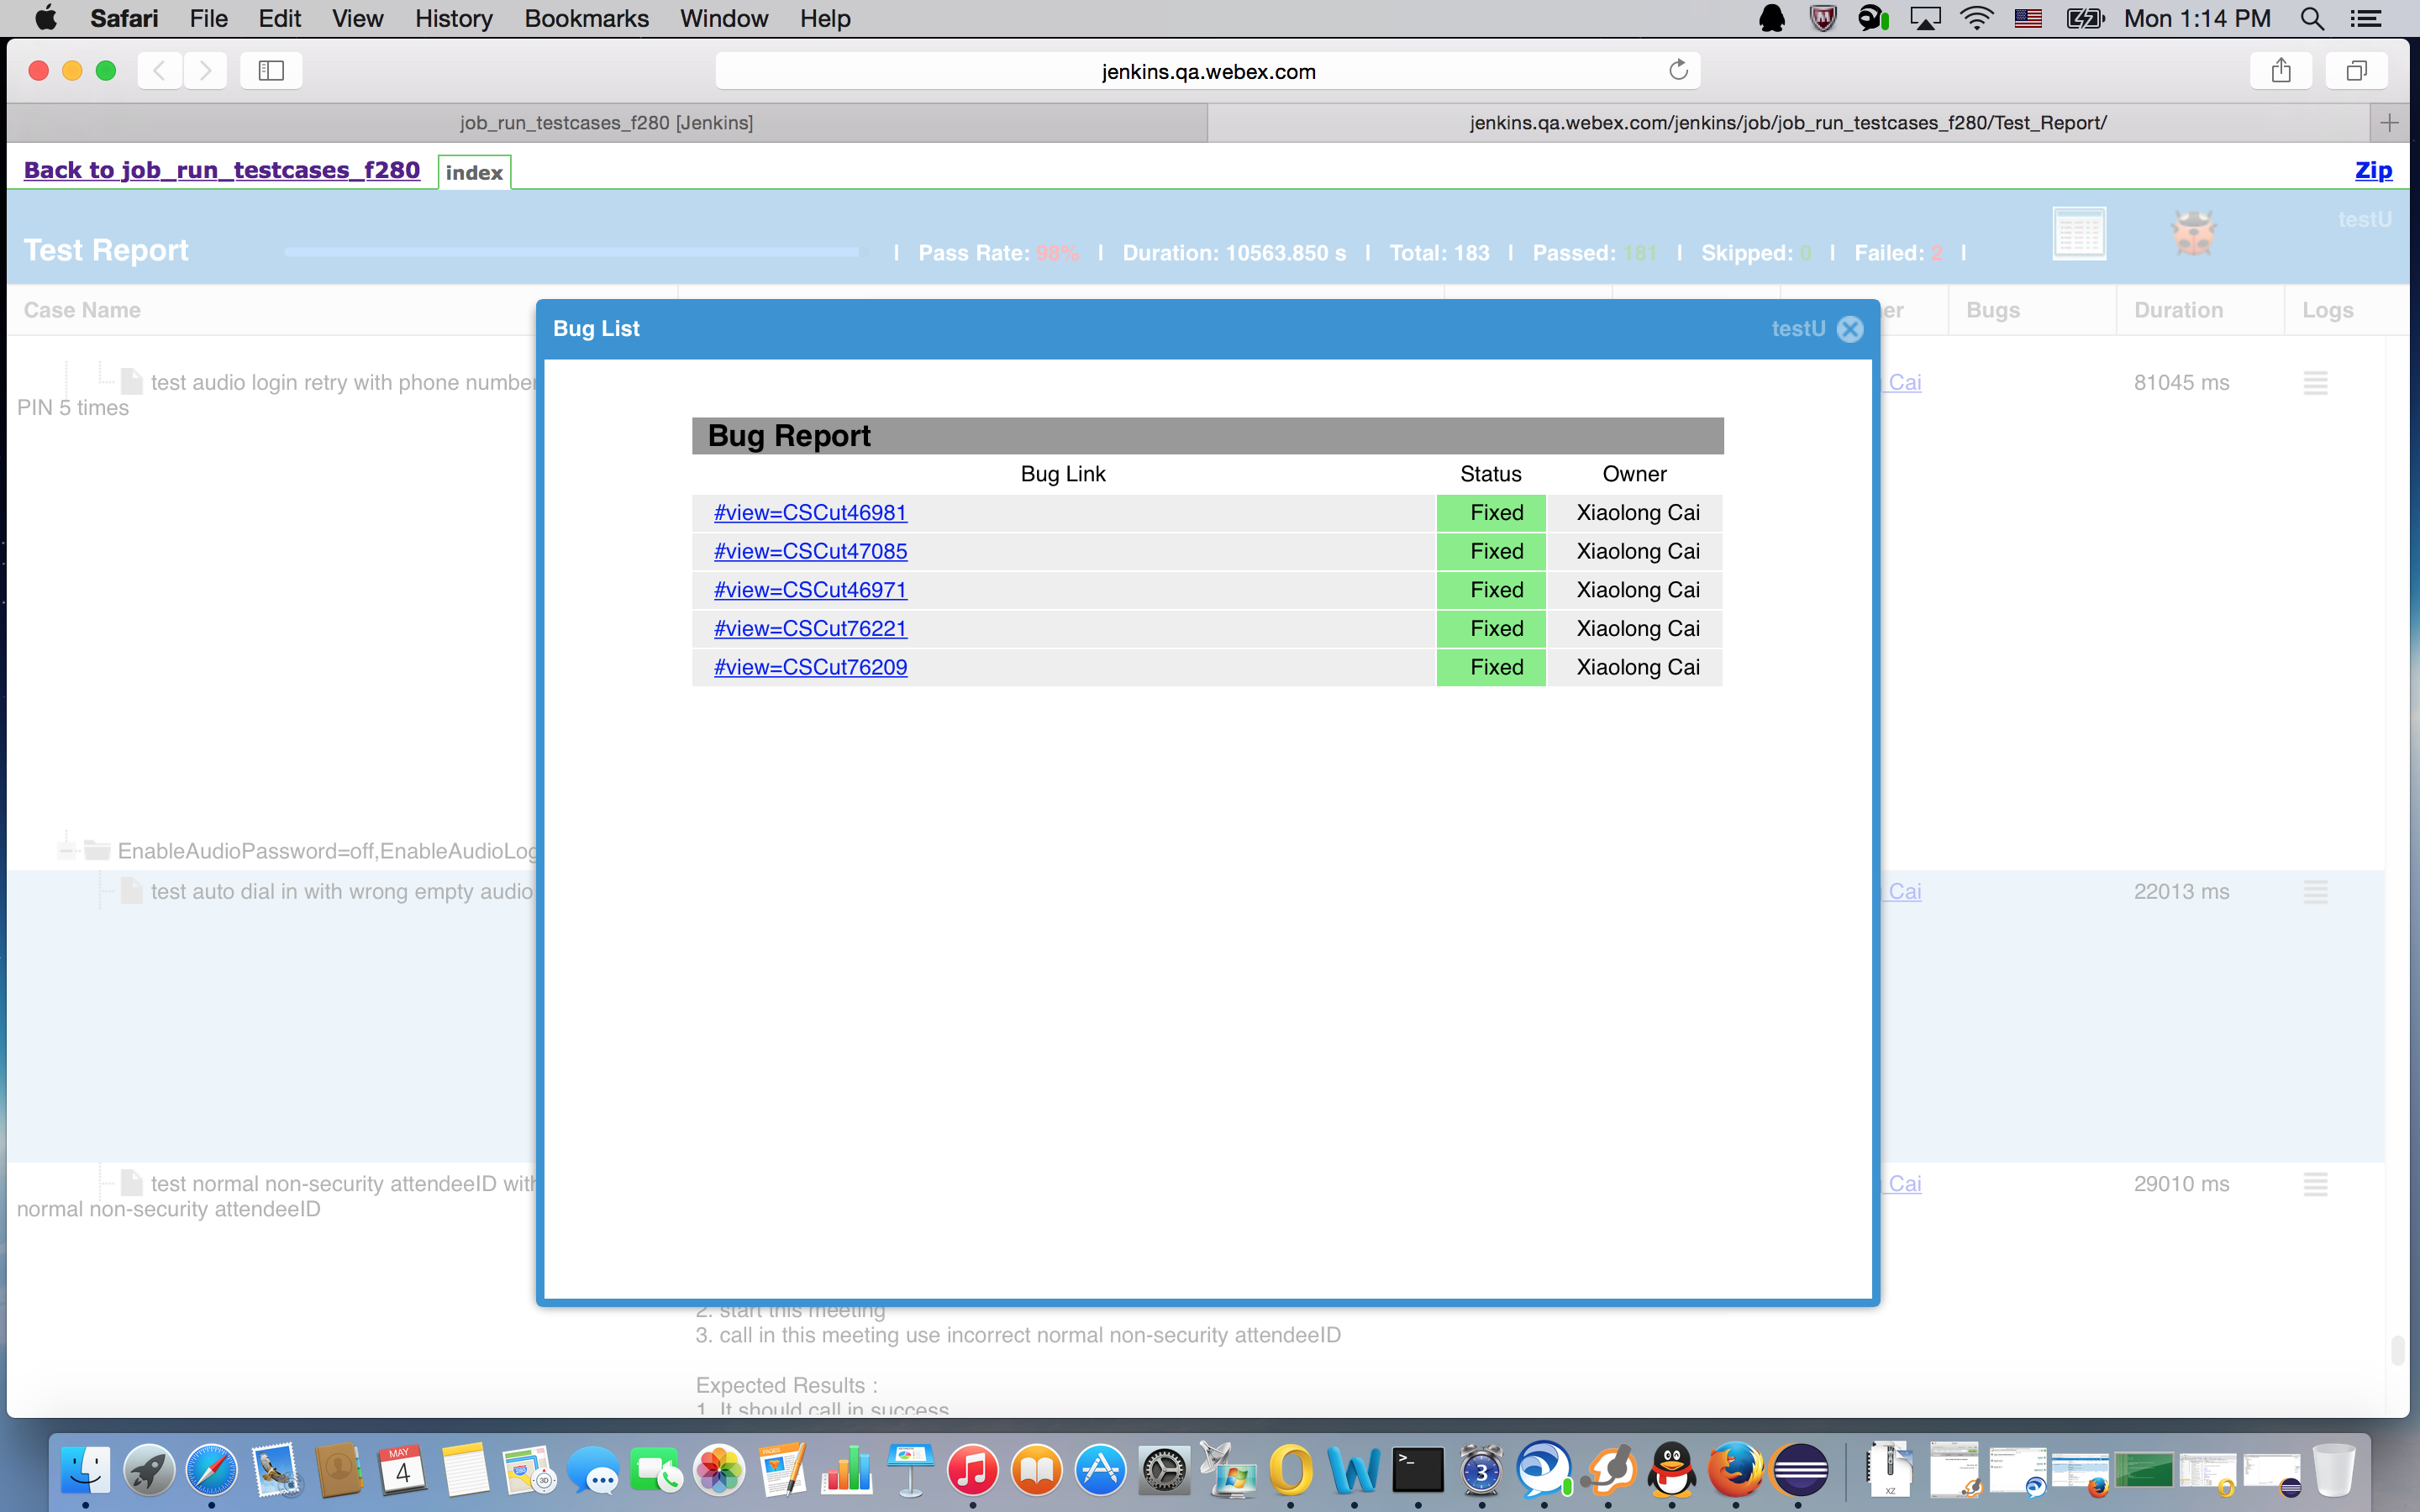 Safari File Edit View History Bookmarks Window Help Mon 1:14 PM
jenkins.qa.webex.com
job_run_testcases_f280 [Jenkins] jenkins.qa.webex.com/jenkins/job/job_run_testcases_f280/Test_Report/
Back to job_run_testcases_f280 index Zip
testU
Test Report | Pass Rate: 98% | Duration: 10563.850 s | Total: 183 | Passed: 181 | Skipped: 0 | Failed: 2 |
Case Name er Bugs Duration Logs
Bug List testU
test audio login retry with phone number Cai 81045 ms
PIN 5 times
Bug Report
Bug Link Status Owner
#view=CSCut46981 Fixed Xiaolong Cai
#view=CSCut47085 Fixed Xiaolong Cai
#view=CSCut46971 Fixed Xiaolong Cai
#view=CSCut76221 Fixed Xiaolong Cai
#view=CSCut76209 Fixed Xiaolong Cai
EnableAudioPassword=off,EnableAudioLog
test auto dial in with wrong empty audio Cai 22013 ms
test normal non-security attendeeID with Cai 29010 ms
normal non-security attendeeID
2. start this meeting
3. call in this meeting use incorrect normal non-security attendeeID
Expected Results :
1. It should call in success
MAY
4
PAGES
3
XZ